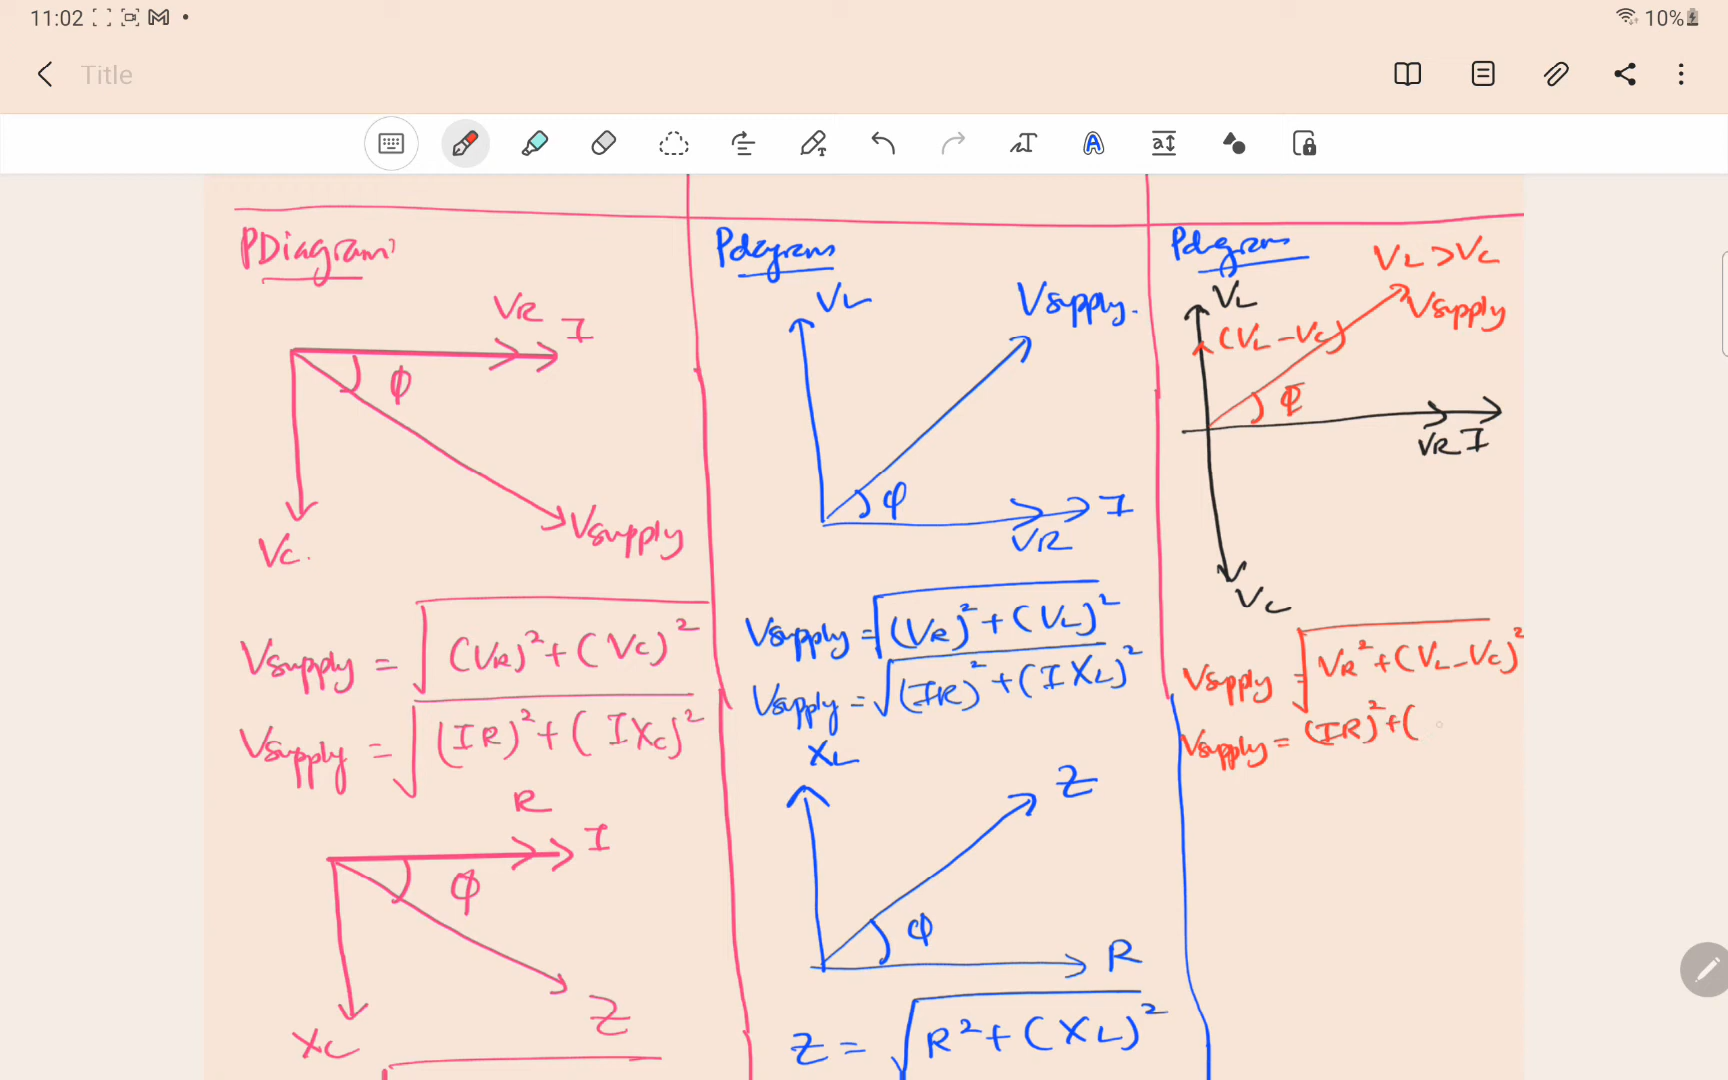 11:02
10%
Title
PDiagram
VR I
Φ
Vsupply
Vc.
Vsupply = √(VR)² + (Vc)²
Vsupply = √(IR)² + (IXc)²
R
I
Φ
Z
Xc
VL
Vsupply.
φ
I
VR
Vsupply = √(VR)² + (VL)²
Vsupply = √(IR)² + (IXL)²
XL
Z
φ
R
Z = √R² + (XL)²
VL > VC
VL
Vsupply
(VL - VC)
Φ
VR I
VC
Vsupply = √VR² + (VL - VC)²
Vsupply = (IR)² + (